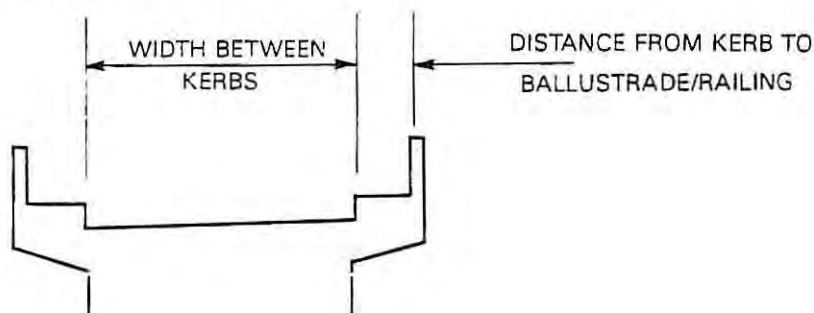 WIDTH BETWEEN
KERBS
DISTANCE FROM KERB TO
BALLUSTRADE/RAILING